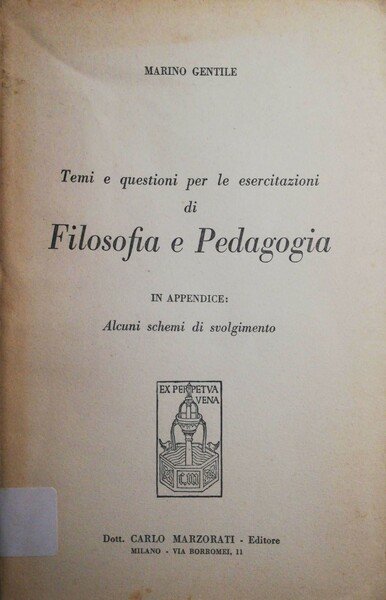 MARINO GENTILE
Temi e questioni per le esercitazioni
di
Filosofia e Pedagogia
IN APPENDICE:
Alcuni schemi di svolgimento
EX PERPETVA
VENA
C.M
Dott. CARLO MARZORATI - Editore
MILANO - VIA BORROMEI, 11